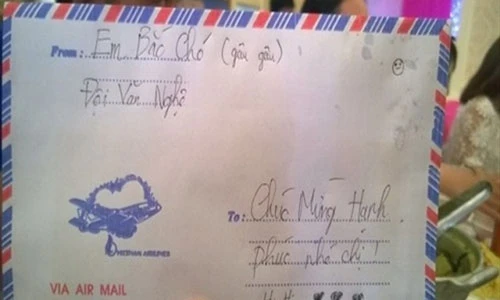 From: Em Bắc Chó (gâu gâu)
Đội Văn Nghệ
VIETNAM AIRLINES
To: Chúc Mừng Hạnh
phúc nhé chị!
VIA AIR MAIL